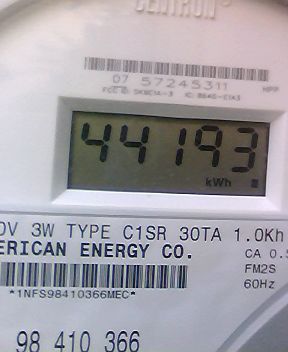 CENTRON®
07 57245311
44193
kWh
0V 3W TYPE C1SR 30TA 1.0Kh
ERICAN ENERGY CO.
CA 0.5
FM2S
60Hz
*1NFS98410366MEC*
98 410 366